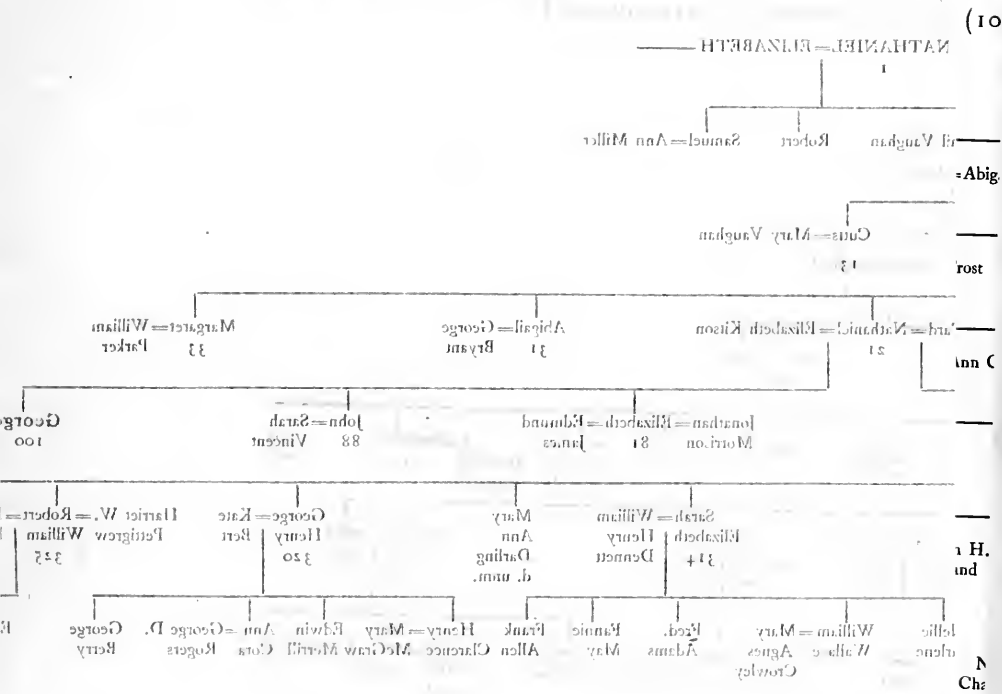 (10
NATHANIEL=ELIZABETH
1
Vaughan Robert Samuel=Ann Miller
=Abig
Cutts=Mary Vaughan
13
rost
=Nathaniel=Elizabeth Kitson Abigail=George Margaret=William
21 31 Bryant 33 Parker
nn C
Jonathan=Elizabeth=Edmund John=Sarah George
Morrison 81 James 88 Vincent 100
Sarah=William Mary George=Kate Harriet W.=Robert=
Elizabeth Henry Ann Henry Bert Pettigrew William
314 Dennett Darling 320 325
d. unm.
H.
and
William=Mary Fred. Fannie Frank Henry=Mary Edwin Ann=George D. George
Wallace Agnes Adams May Allen Clarence McGraw Merrill Cora Rogers Berry
Crowley
N
Cha